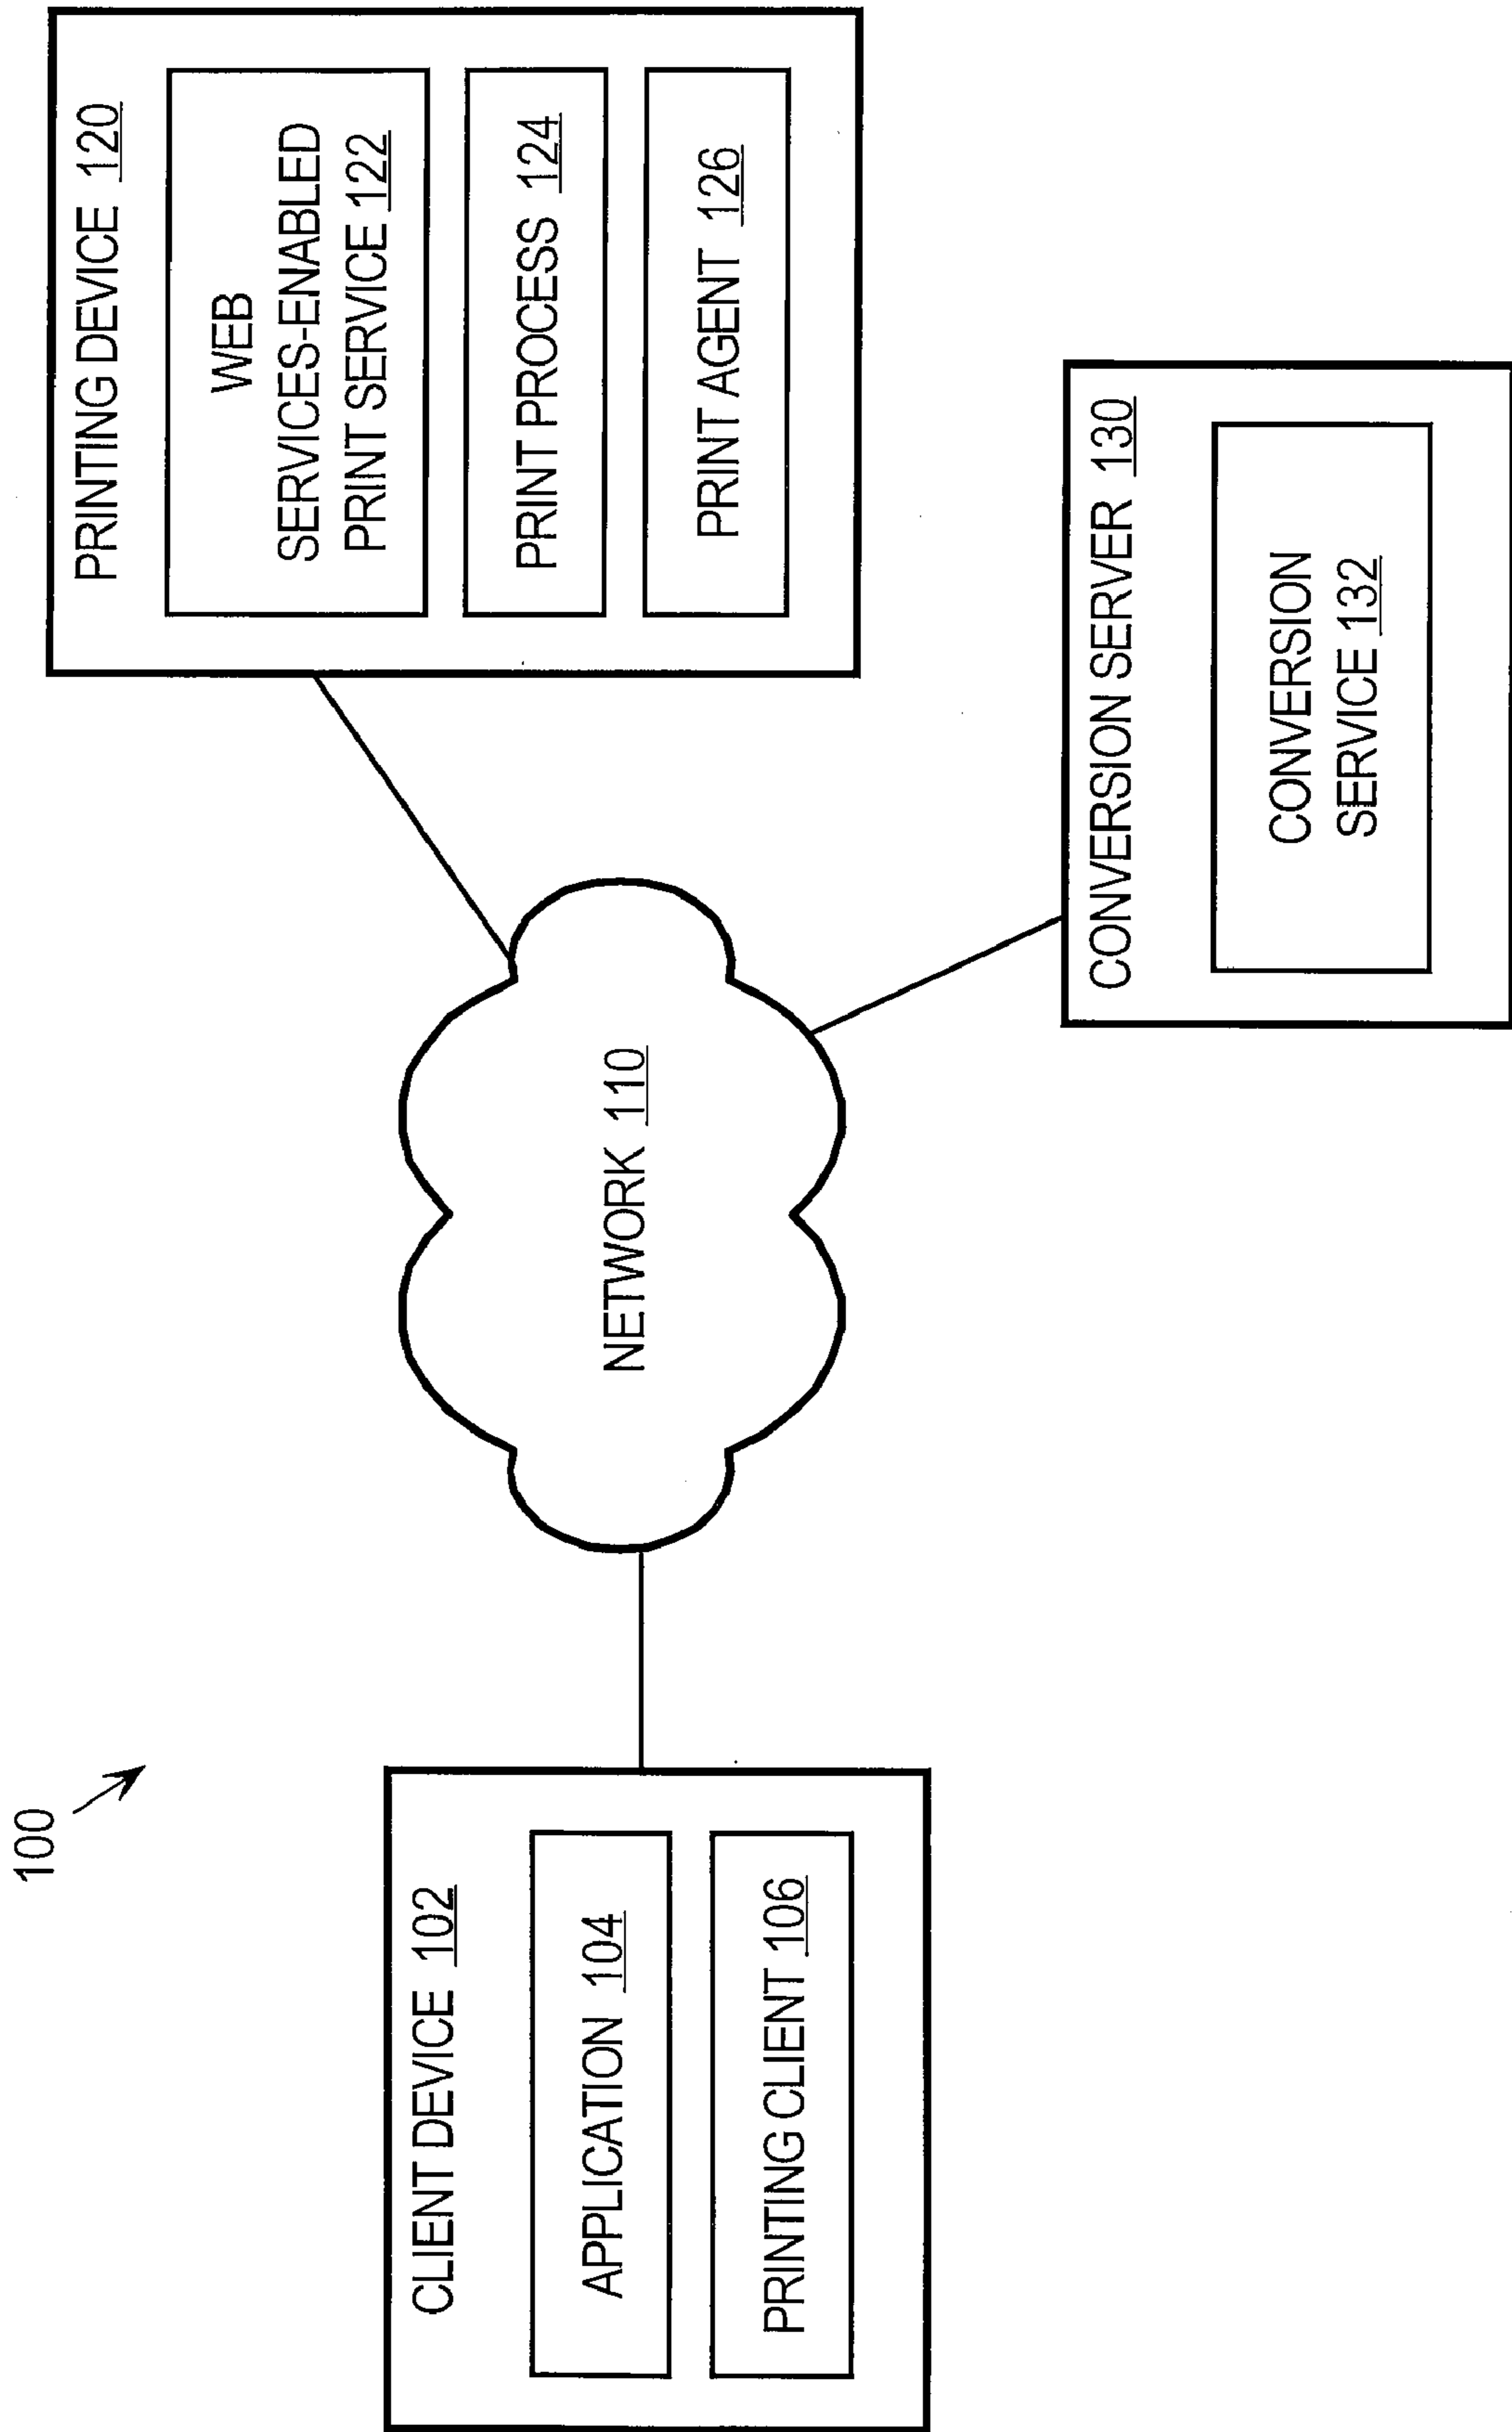 100
CLIENT DEVICE 102
APPLICATION 104
PRINTING CLIENT 106
NETWORK 110
PRINTING DEVICE 120
WEB
SERVICES-ENABLED
PRINT SERVICE 122
PRINT PROCESS 124
PRINT AGENT 126
CONVERSION SERVER 130
CONVERSION
SERVICE 132